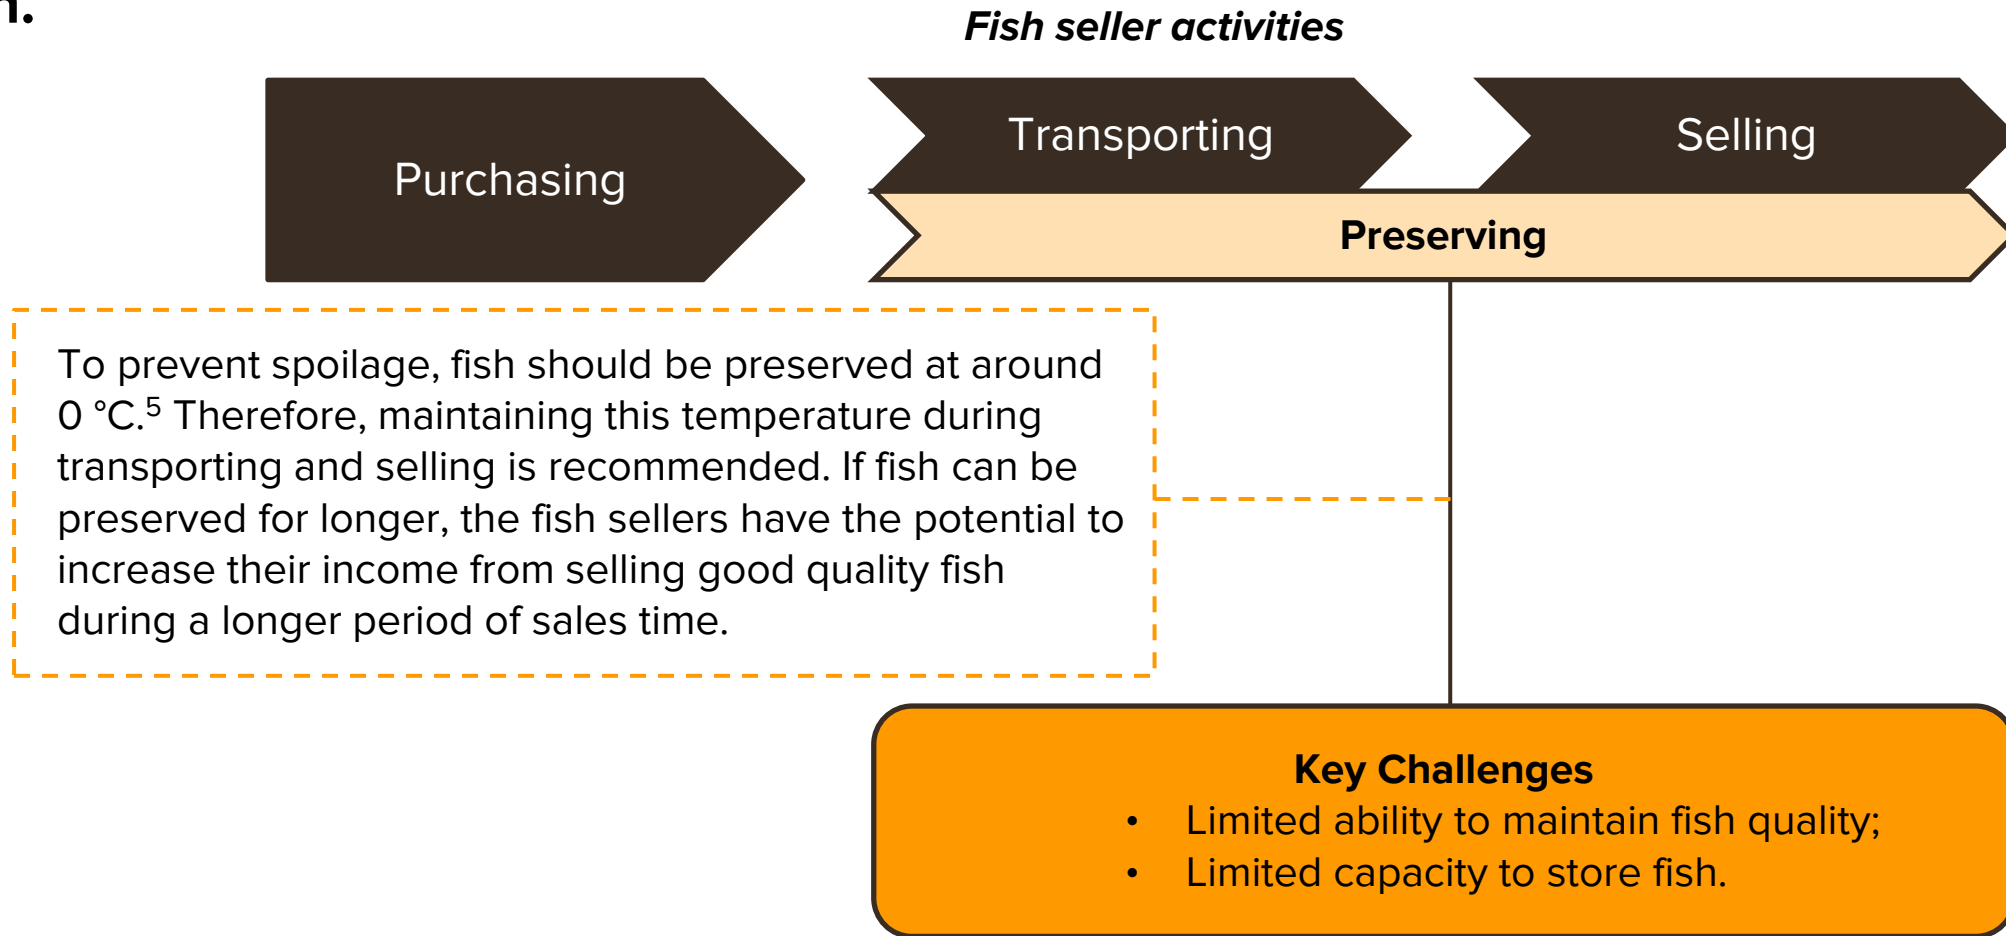 Fish seller activities
Purchasing
Transporting
Selling
Preserving
To prevent spoilage, fish should be preserved at around
0 °C.⁵ Therefore, maintaining this temperature during
transporting and selling is recommended. If fish can be
preserved for longer, the fish sellers have the potential to
increase their income from selling good quality fish
during a longer period of sales time.
Key Challenges
• Limited ability to maintain fish quality;
• Limited capacity to store fish.